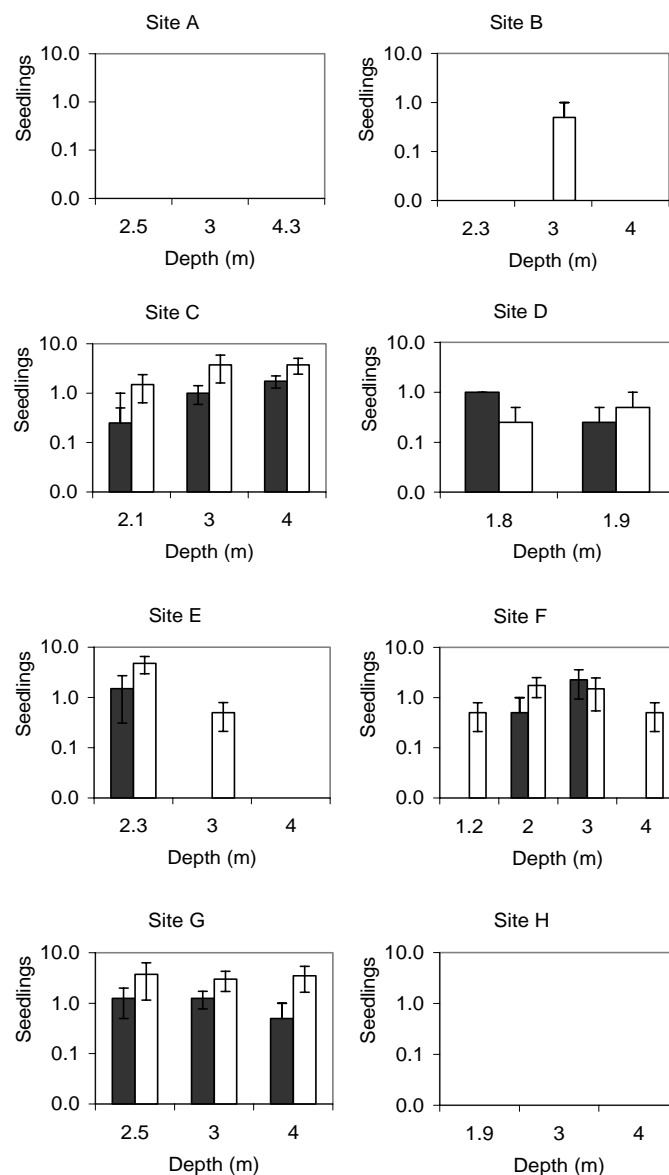 Site A
Seedlings
10.0
1.0
0.1
0.0
2.5 3 4.3
Depth (m)
Site B
Seedlings
10.0
1.0
0.1
0.0
2.3 3 4
Depth (m)
Site C
Seedlings
10.0
1.0
0.1
0.0
2.1 3 4
Depth (m)
Site D
Seedlings
10.0
1.0
0.1
0.0
1.8 1.9
Depth (m)
Site E
Seedlings
10.0
1.0
0.1
0.0
2.3 3 4
Depth (m)
Site F
Seedlings
10.0
1.0
0.1
0.0
1.2 2 3 4
Depth (m)
Site G
Seedlings
10.0
1.0
0.1
0.0
2.5 3 4
Depth (m)
Site H
Seedlings
10.0
1.0
0.1
0.0
1.9 3 4
Depth (m)